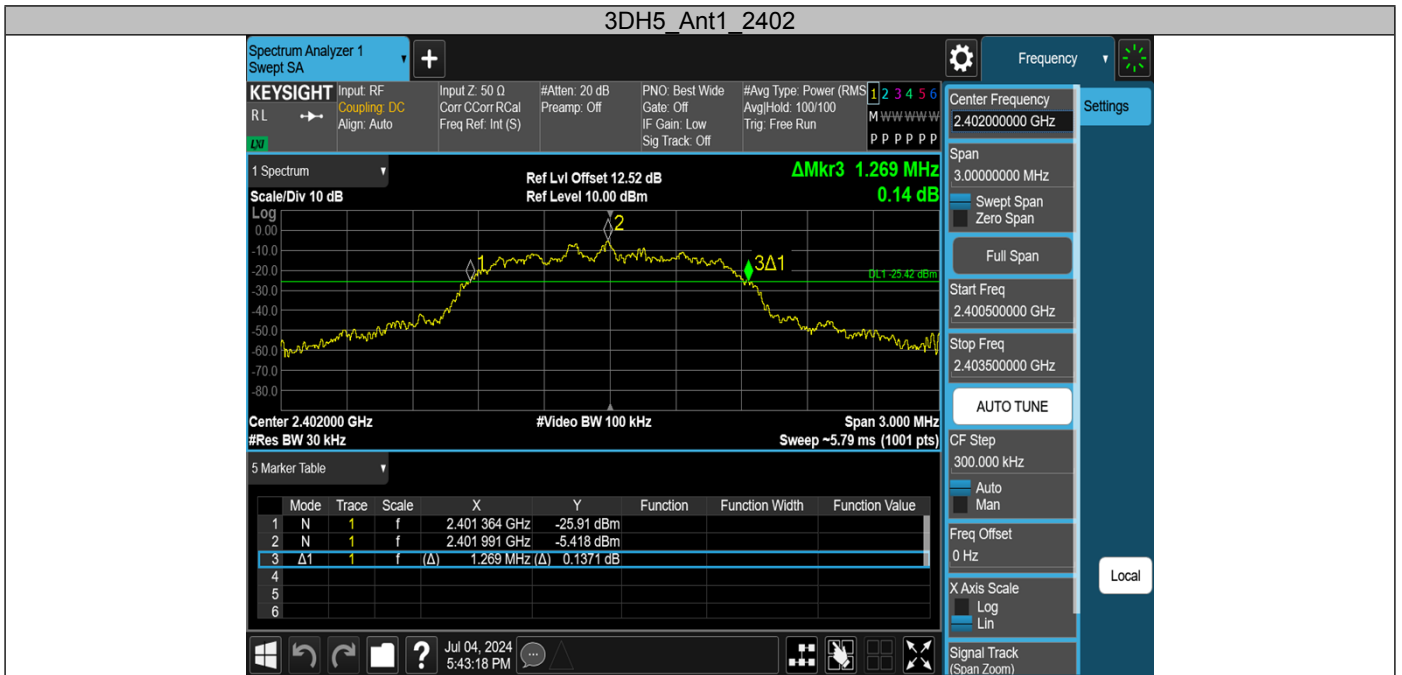 3DH5_Ant1_2402
Spectrum Analyzer 1
Swept SA
+
Frequency
KEYSIGHT
RL
LXI
Input: RF
Coupling: DC
Align: Auto
Input Z: 50 Ω
Corr CCorr RCal
Freq Ref: Int (S)
#Atten: 20 dB
Preamp: Off
PNO: Best Wide
Gate: Off
IF Gain: Low
Sig Track: Off
#Avg Type: Power (RMS
Avg|Hold: 100/100
Trig: Free Run
1 2 3 4 5 6
M W W W W W
P P P P P P
1 Spectrum
Scale/Div 10 dB
Ref Lvl Offset 12.52 dB
Ref Level 10.00 dBm
ΔMkr3 1.269 MHz
0.14 dB
Log
0.00
-10.0
-20.0
-30.0
-40.0
-50.0
-60.0
-70.0
-80.0
1
2
3Δ1
DL1 -25.42 dBm
Center 2.402000 GHz
#Video BW 100 kHz
Span 3.000 MHz
#Res BW 30 kHz
Sweep ~5.79 ms (1001 pts)
5 Marker Table
Mode Trace Scale X Y Function Function Width Function Value
1 N 1 f 2.401 364 GHz -25.91 dBm
2 N 1 f 2.401 991 GHz -5.418 dBm
3 Δ1 1 f (Δ) 1.269 MHz (Δ) 0.1371 dB
4
5
6
?
Jul 04, 2024
5:43:18 PM
Center Frequency
2.402000000 GHz
Settings
Span
3.00000000 MHz
Swept Span
Zero Span
Full Span
Start Freq
2.400500000 GHz
Stop Freq
2.403500000 GHz
AUTO TUNE
CF Step
300.000 kHz
Auto
Man
Freq Offset
0 Hz
Local
X Axis Scale
Log
Lin
Signal Track
(Span Zoom)